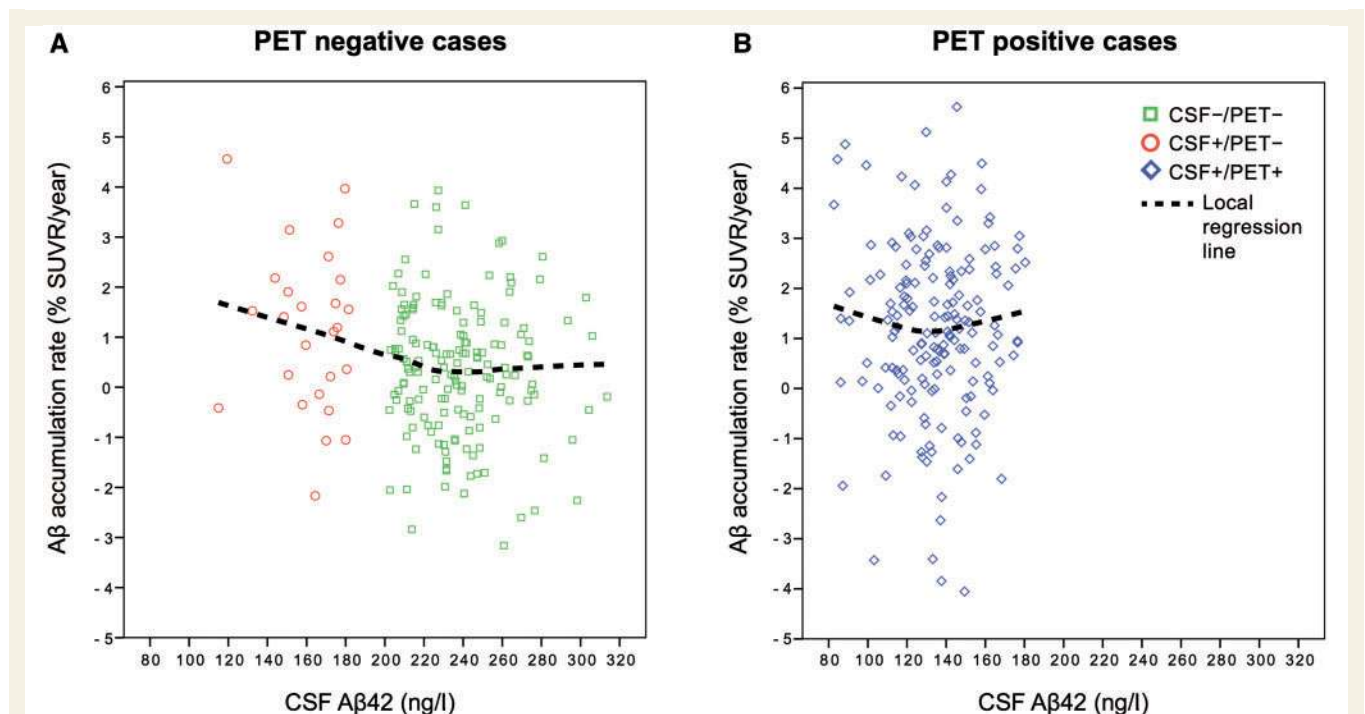 A PET negative cases
6
5
4
3
2
1
0
- 1
- 2
- 3
- 4
- 5
Aβ accumulation rate (% SUVR/year)
80 100 120 140 160 180 200 220 240 260 280 300 320
CSF Aβ42 (ng/l)
B PET positive cases
6
5
4
3
2
1
0
- 1
- 2
- 3
- 4
- 5
Aβ accumulation rate (% SUVR/year)
CSF−/PET−
CSF+/PET−
CSF+/PET+
Local
regression
line
80 100 120 140 160 180 200 220 240 260 280 300 320
CSF Aβ42 (ng/l)